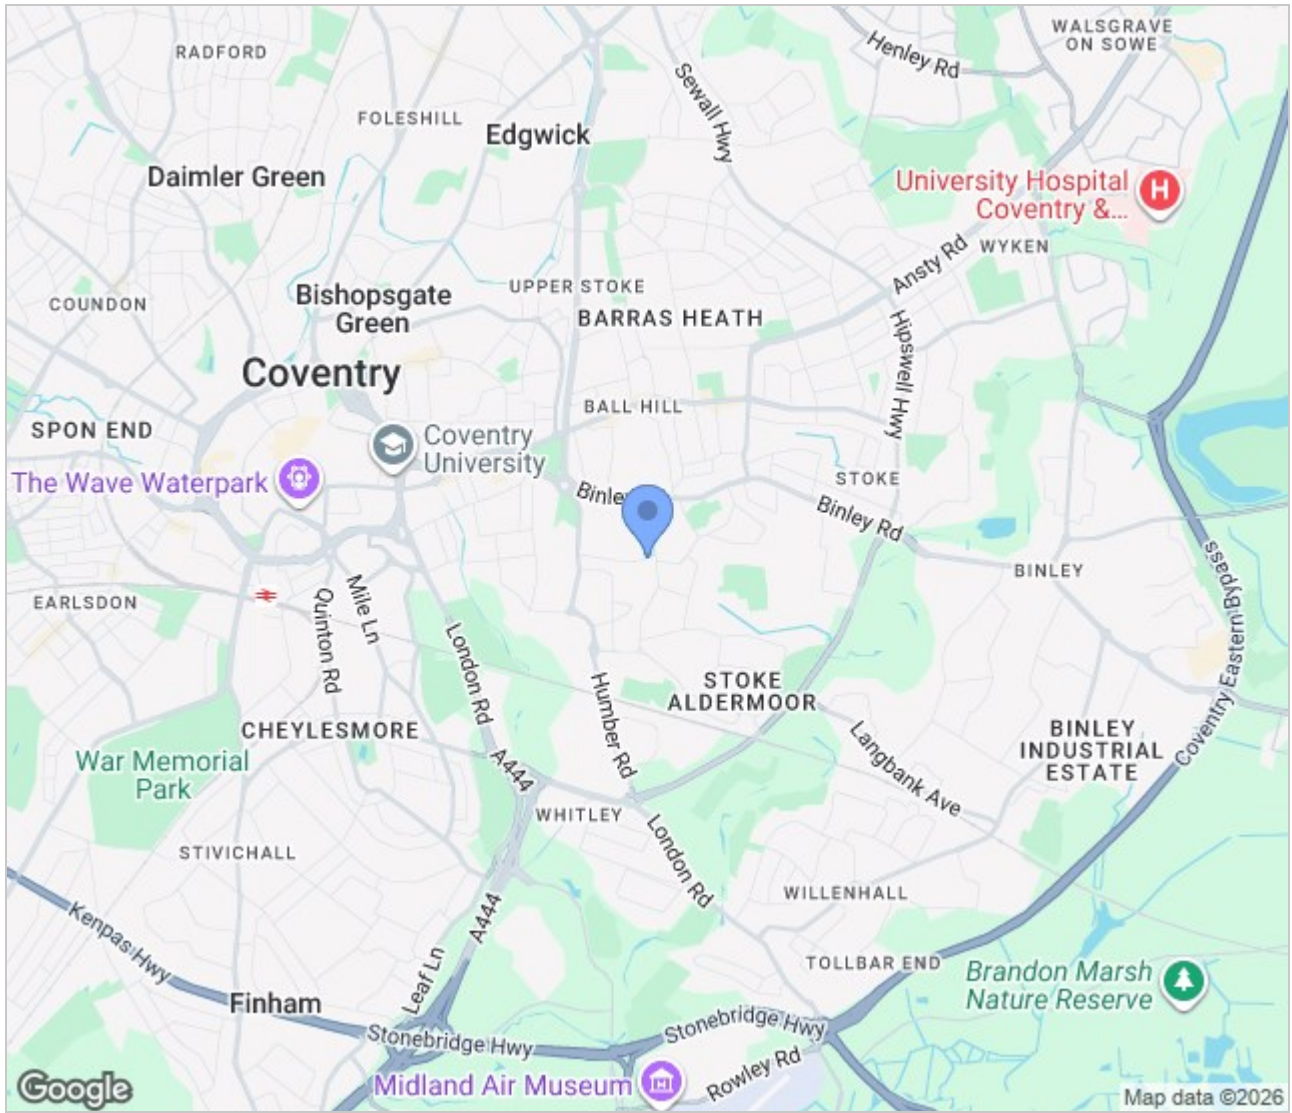 RADFORD
WALSGRAVE
ON SOWE
Henley Rd
Sewall Hwy
FOLESHILL
Edgwick
Daimler Green
University Hospital
Coventry &...
H
WYKEN
Ansty Rd
UPPER STOKE
COUNDON
Bishopsgate
Green
BARRAS HEATH
Hipswell Hwy
Coventry
BALL HILL
SPON END
Coventry
University
The Wave Waterpark
STOKE
Binley Rd
Binley
EARLSDON
Mile Ln
Quinton Rd
London Rd
Coventry Eastern Bypass
Humber Rd
STOKE
ALDERMOOR
CHEYLESMORE
War Memorial
Park
A444
Langbank Ave
BINLEY
INDUSTRIAL
ESTATE
WHITLEY
London Rd
STIVICHALL
WILLENHALL
A444
Kenpas Hwy
Leaf Ln
TOLLBAR END
Brandon Marsh
Nature Reserve
Finham
Stonebridge Hwy
Stonebridge Hwy
Rowley Rd
Midland Air Museum
Google
Map data ©2026
BINLEY